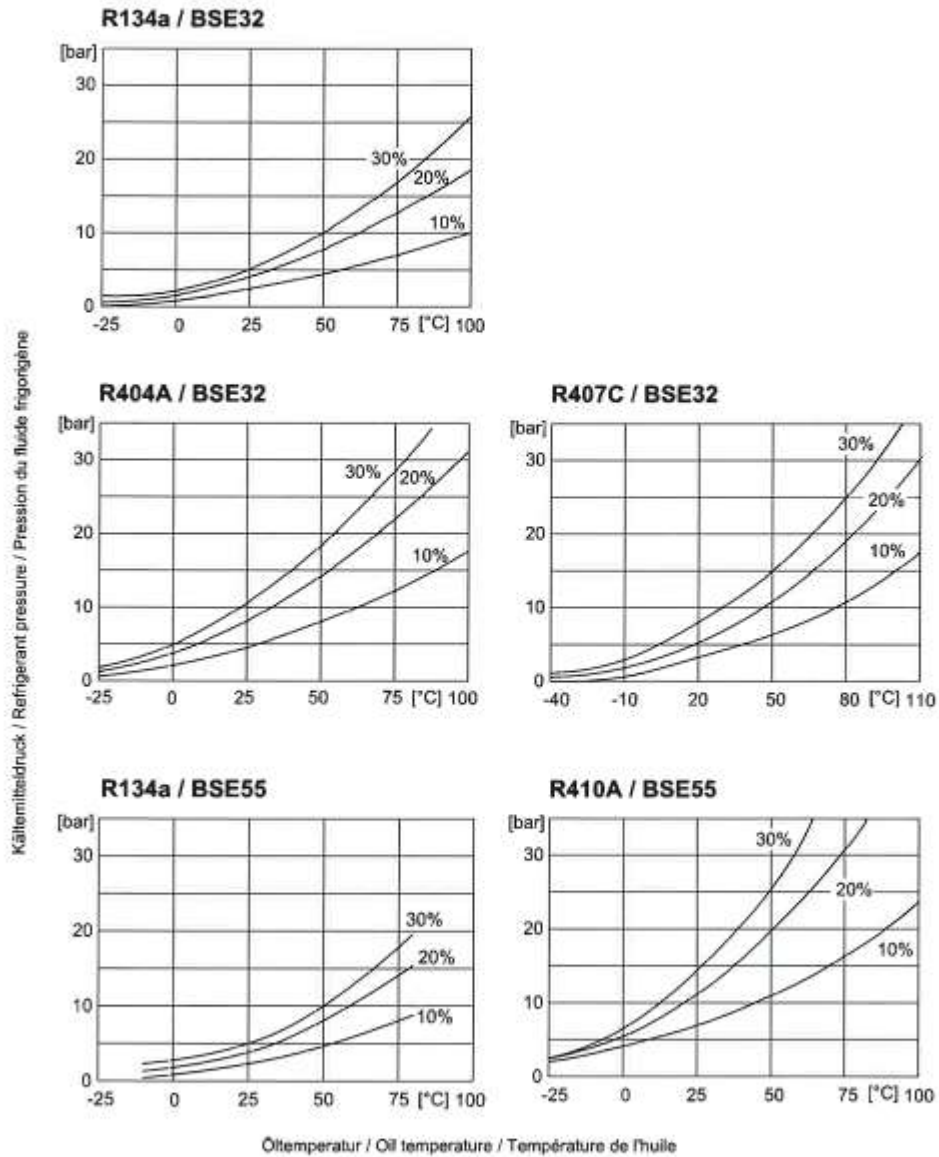 R134a / BSE32
[bar]
30
20
10
0
30%
20%
10%
-25 0 25 50 75 [°C] 100
R404A / BSE32
[bar]
30
20
10
0
30%
20%
10%
-25 0 25 50 75 [°C] 100
R407C / BSE32
[bar]
30
20
10
0
30%
20%
10%
-40 -10 20 50 80 [°C] 110
R134a / BSE55
[bar]
30
20
10
0
30%
20%
10%
-25 0 25 50 75 [°C] 100
R410A / BSE55
[bar]
30
20
10
0
30%
20%
10%
-25 0 25 50 75 [°C] 100
Kältemitteldruck / Refrigerant pressure / Pression du fluide frigorigène
Öltemperatur / Oil temperature / Température de l'huile